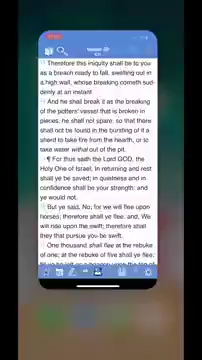 Therefore this iniquity shall be to you
as a breach ready to fall, swelling out in
a high wall, whose breaking cometh sud-
denly at an instant
And he shall break it as the breaking
of the potters' vessel that is broken in
pieces; he shall not spare: so that there
shall not be found in the bursting of it a
sherd to take fire from the hearth, or to
take water withal out of the pit.
¶ For thus saith the Lord GOD, the
Holy One of Israel; In returning and rest
shall ye be saved; in quietness and in
confidence shall be your strength: and
ye would not.
But ye said, No; for we will flee upon
horses; therefore shall ye flee: and, We
will ride upon the swift; therefore shall
they that pursue you be swift.
One thousand shall flee at the rebuke
of one; at the rebuke of five shall ye flee: